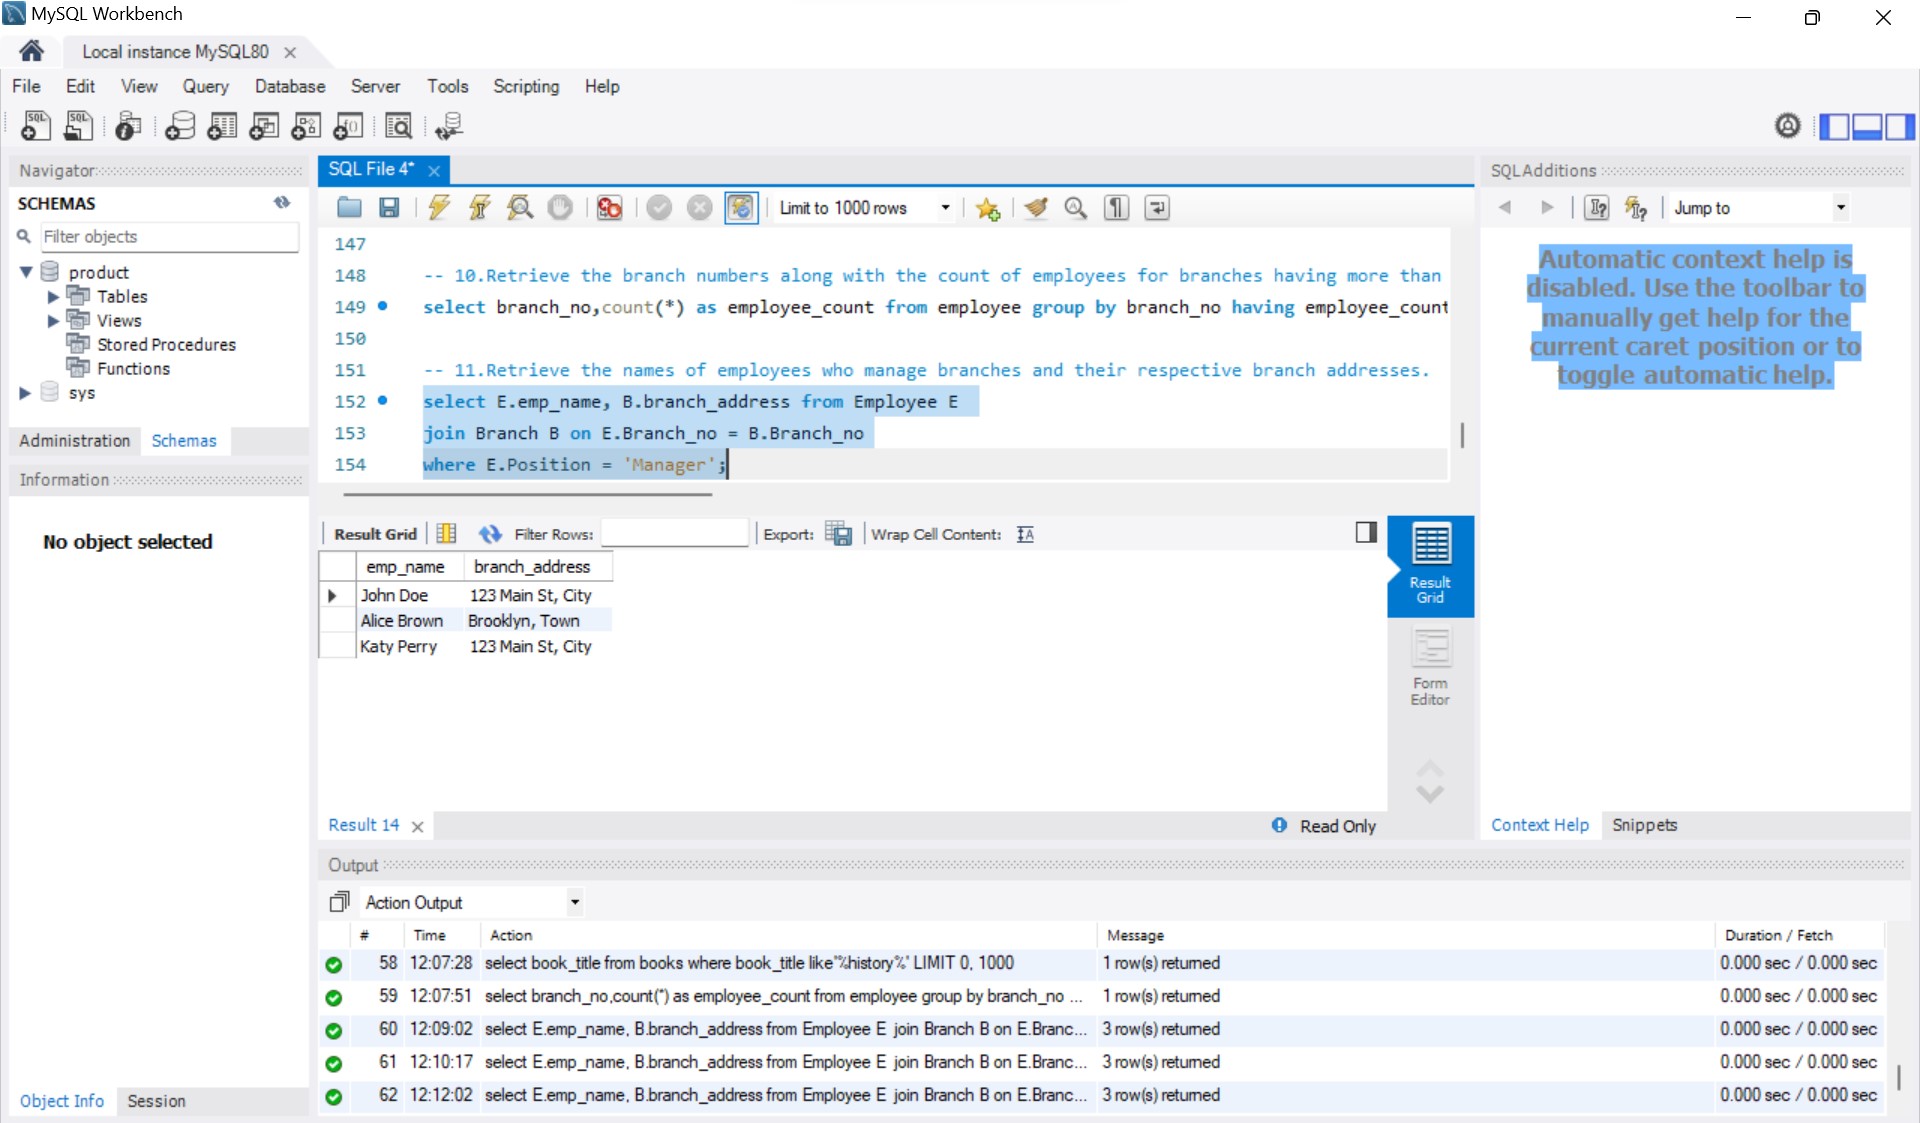 MySQL Workbench
Local instance MySQL80
File Edit View Query Database Server Tools Scripting Help
Navigator
SCHEMAS
Filter objects
product
Tables
Views
Stored Procedures
Functions
sys
Administration Schemas
Information
No object selected
Object Info Session
SQL File 4*
Limit to 1000 rows
147
148 -- 10.Retrieve the branch numbers along with the count of employees for branches having more than
149 select branch_no,count(*) as employee_count from employee group by branch_no having employee_count
150
151 -- 11.Retrieve the names of employees who manage branches and their respective branch addresses.
152 select E.emp_name, B.branch_address from Employee E
153 join Branch B on E.Branch_no = B.Branch_no
154 where E.Position = 'Manager';
Result Grid Filter Rows: Export: Wrap Cell Content:
emp_name branch_address
John Doe 123 Main St, City
Alice Brown Brooklyn, Town
Katy Perry 123 Main St, City
Result
Grid
Form
Editor
Result 14 Read Only
SQLAdditions
Jump to
Automatic context help is
disabled. Use the toolbar to
manually get help for the
current caret position or to
toggle automatic help.
Context Help Snippets
Output
Action Output
# Time Action Message Duration / Fetch
58 12:07:28 select book_title from books where book_title like'%history%' LIMIT 0, 1000 1 row(s) returned 0.000 sec / 0.000 sec
59 12:07:51 select branch_no,count(*) as employee_count from employee group by branch_no ... 1 row(s) returned 0.000 sec / 0.000 sec
60 12:09:02 select E.emp_name, B.branch_address from Employee E join Branch B on E.Branc... 3 row(s) returned 0.000 sec / 0.000 sec
61 12:10:17 select E.emp_name, B.branch_address from Employee E join Branch B on E.Branc... 3 row(s) returned 0.000 sec / 0.000 sec
62 12:12:02 select E.emp_name, B.branch_address from Employee E join Branch B on E.Branc... 3 row(s) returned 0.000 sec / 0.000 sec